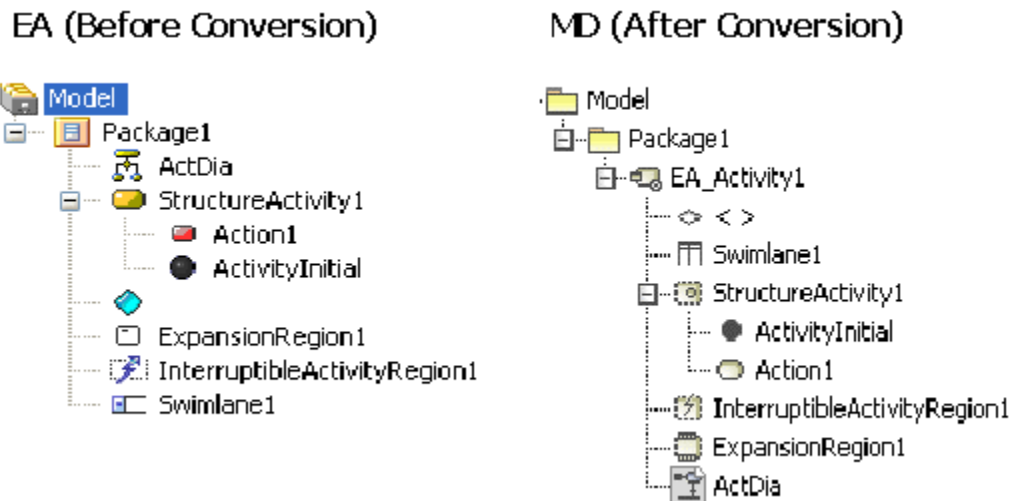 EA (Before Conversion)
Model
Package1
ActDia
StructureActivity1
Action1
ActivityInitial
ExpansionRegion1
InterruptibleActivityRegion1
Swimlane1
MD (After Conversion)
Model
Package1
EA_Activity1
< >
Swimlane1
StructureActivity1
ActivityInitial
Action1
InterruptibleActivityRegion1
ExpansionRegion1
ActDia